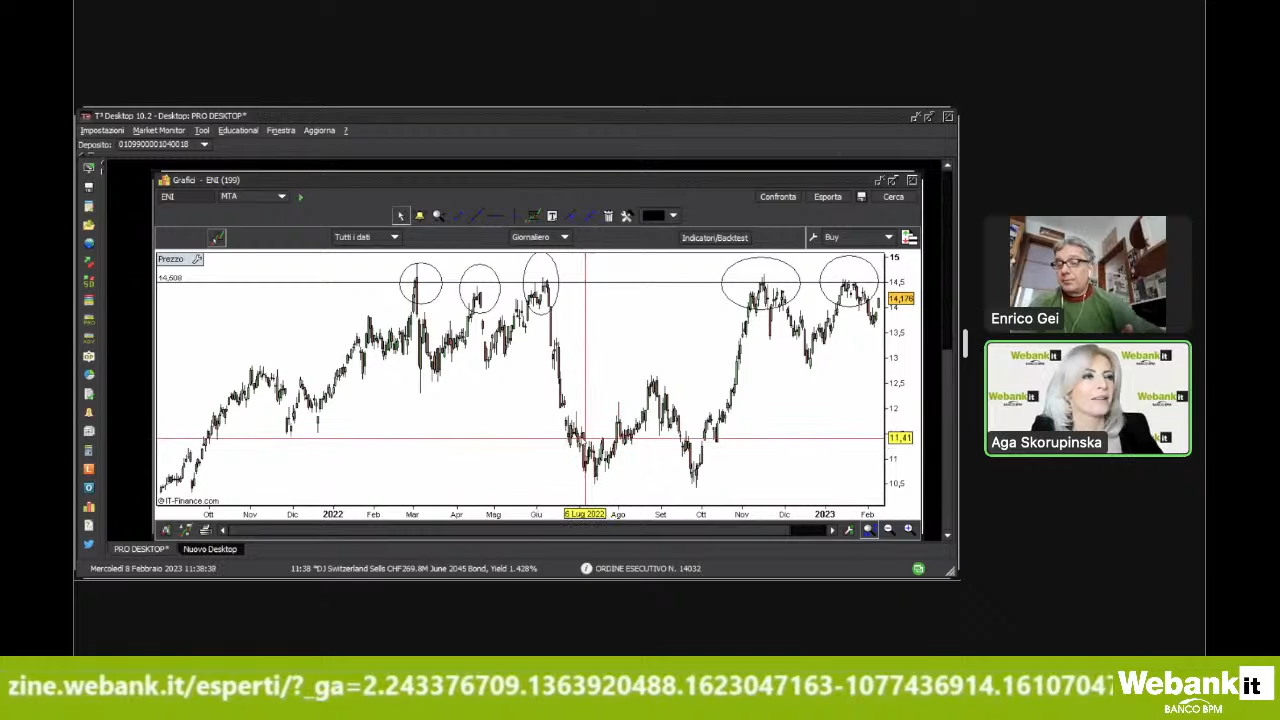 T³ Desktop 10.2 - Desktop: PRO DESKTOP*
Impostazioni Market Monitor Tool Educational Finestra Aggiorna ?
Deposito: 0109900001040018
Grafici - ENI (199)
ENI MTA Confronta Esporta Cerca
Tutti i dati Giornaliero Indicatori/Backtest Buy
Prezzo
15
14,608
14,5
14,176
14
13,5
13
12,5
12
11,41
11
10,5
© IT-Finance.com
Ott Nov Dic 2022 Feb Mar Apr Mag Giu 6 Lug 2022 Ago Set Ott Nov Dic 2023 Feb
PRO DESKTOP* Nuovo Desktop
Mercoledì 8 Febbraio 2023 11:38:39 11:38 *DJ Switzerland Sells CHF269.8M June 2045 Bond, Yield 1.428% ORDINE ESEGUITO N. 14032
Enrico Gei
Webank it
Aga Skorupinska
zine.webank.it/esperti/?_ga=2.243376709.1363920488.1623047163-1077436914.16107047
Webank it
BANCO BPM